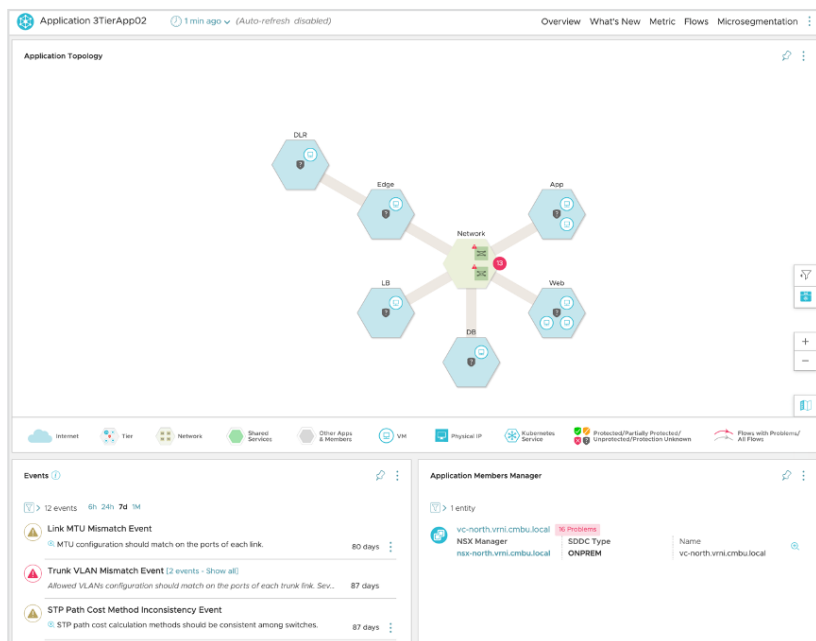 Application 3TierApp02
1 min ago (Auto-refresh disabled)
Overview What's New Metric Flows Microsegmentation
Application Topology
DLR
Edge
App
Network
13
LB
Web
DB
Internet
Tier
Network
Shared
Services
Other Apps
& Members
VM
Physical IP
Kubernetes
Service
Protected/Partially Protected/
Unprotected/Protection Unknown
Flows with Problems/
All Flows
Events
12 events 6h 24h 7d 1M
Link MTU Mismatch Event
MTU configuration should match on the ports of each link.
80 days
Trunk VLAN Mismatch Event [2 events - Show all]
Allowed VLANs configuration should match on the ports of each trunk link. Sev...
87 days
STP Path Cost Method Inconsistency Event
STP path cost calculation methods should be consistent among switches.
87 days
Application Members Manager
1 entity
vc-north.vrni.cmbu.local 16 Problems
NSX Manager
nsx-north.vrni.cmbu.local
SDDC Type
ONPREM
Name
vc-north.vrni.cmbu.local